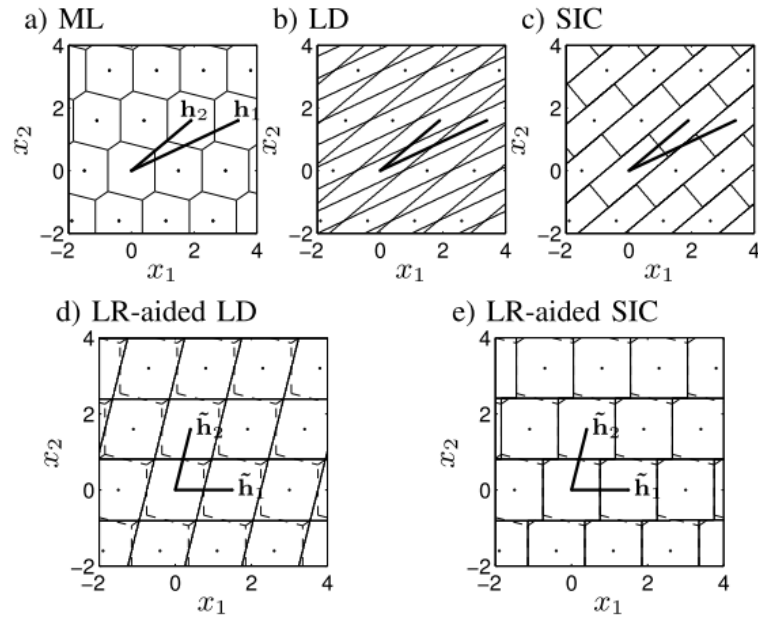 a) ML
b) LD
c) SIC
4
2
0
−2
−2
0
2
4
x₂
x₁
h₂
h₁
4
2
0
−2
−2
0
2
4
x₂
x₁
4
2
0
−2
−2
0
2
4
x₂
x₁
d) LR-aided LD
e) LR-aided SIC
4
2
0
−2
−2
0
2
4
x₂
x₁
h̃₂
h̃₁
4
2
0
−2
−2
0
2
4
x₂
x₁
h̃₂
h̃₁